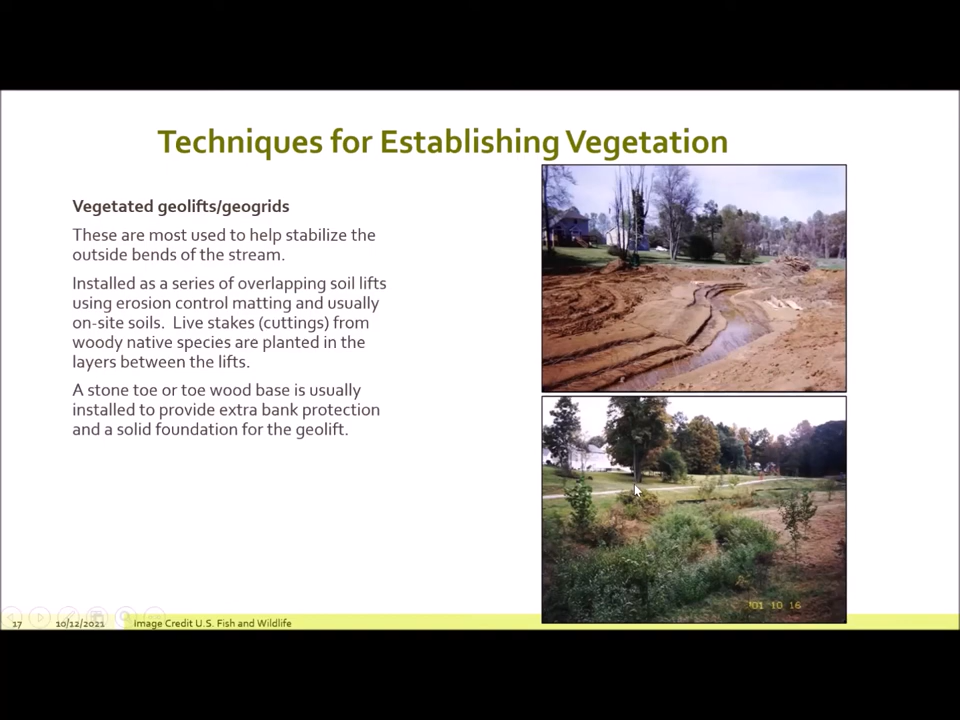 Techniques for Establishing Vegetation
Vegetated geolifts/geogrids
These are most used to help stabilize the
outside bends of the stream.
Installed as a series of overlapping soil lifts
using erosion control matting and usually
on-site soils. Live stakes (cuttings) from
woody native species are planted in the
layers between the lifts.
A stone toe or toe wood base is usually
installed to provide extra bank protection
and a solid foundation for the geolift.
'01 10 16
17 10/12/2021 Image Credit U.S. Fish and Wildlife